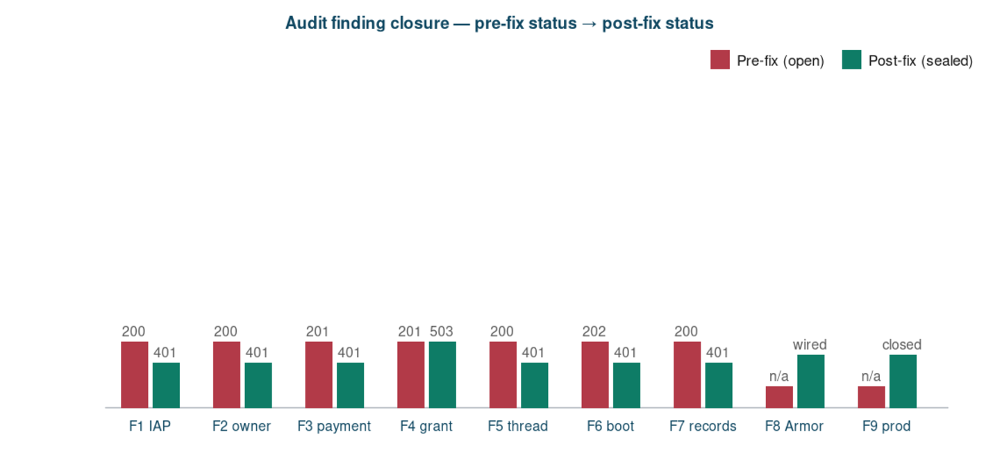 Audit finding closure — pre-fix status → post-fix status
Pre-fix (open) Post-fix (sealed)
200 401 200 401 201 401 201 503 200 401 202 401 200 401 n/a wired n/a closed
F1 IAP F2 owner F3 payment F4 grant F5 thread F6 boot F7 records F8 Armor F9 prod